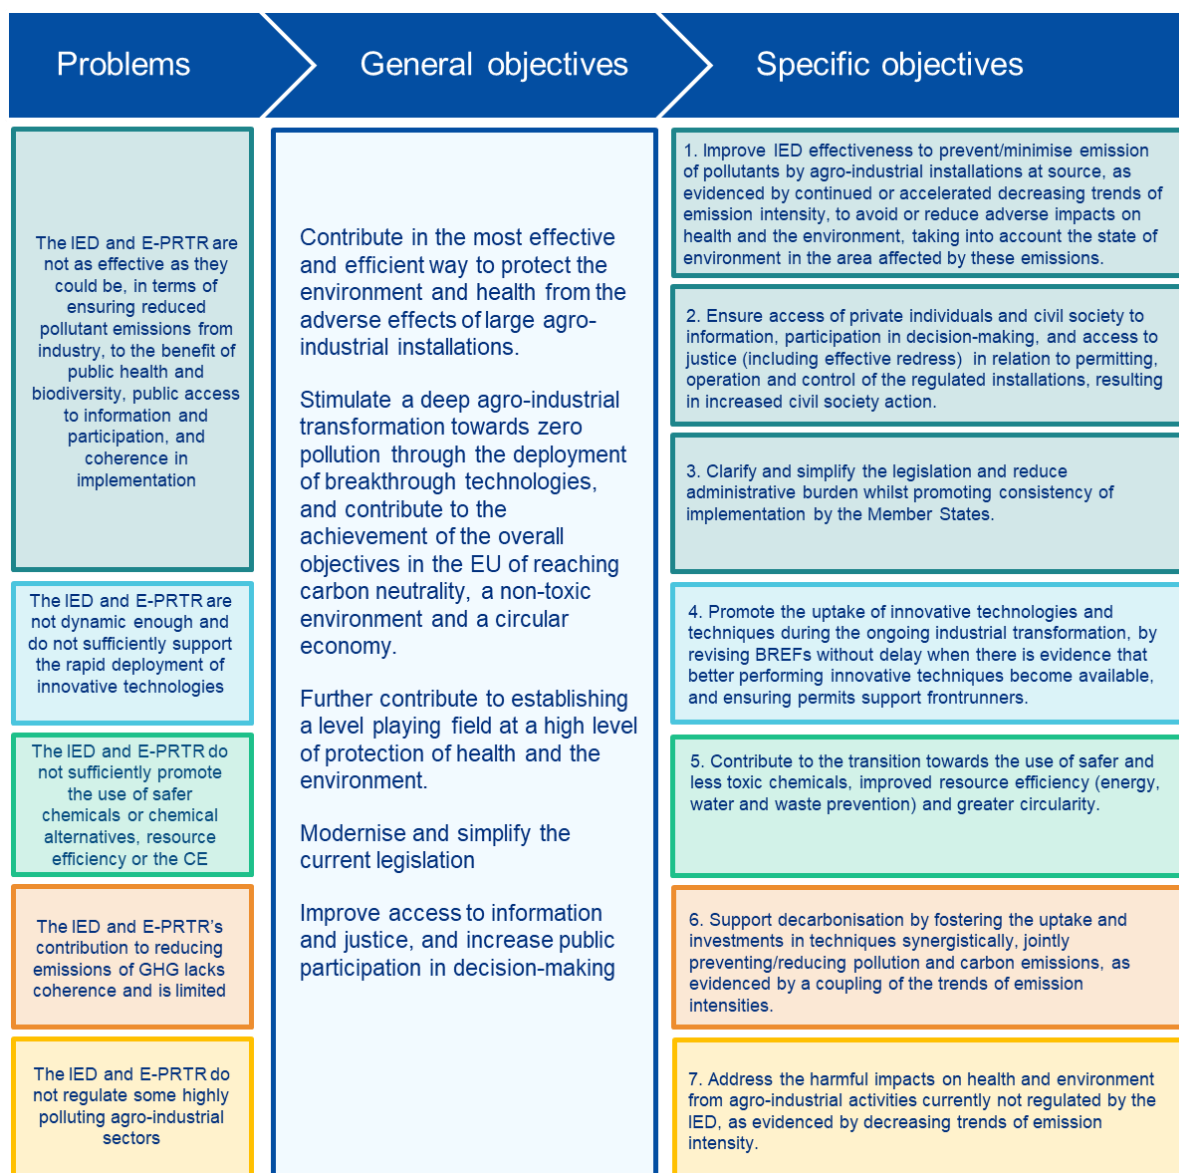 Problems
General objectives
Specific objectives
The IED and E-PRTR are
not as effective as they
could be, in terms of
ensuring reduced
pollutant emissions from
industry, to the benefit of
public health and
biodiversity, public access
to information and
participation, and
coherence in
implementation
The IED and E-PRTR are
not dynamic enough and
do not sufficiently support
the rapid deployment of
innovative technologies
The IED and E-PRTR do
not sufficiently promote
the use of safer
chemicals or chemical
alternatives, resource
efficiency or the CE
The IED and E-PRTR's
contribution to reducing
emissions of GHG lacks
coherence and is limited
The IED and E-PRTR do
not regulate some highly
polluting agro-industrial
sectors
Contribute in the most effective
and efficient way to protect the
environment and health from the
adverse effects of large agro-
industrial installations.
Stimulate a deep agro-industrial
transformation towards zero
pollution through the deployment
of breakthrough technologies,
and contribute to the
achievement of the overall
objectives in the EU of reaching
carbon neutrality, a non-toxic
environment and a circular
economy.
Further contribute to establishing
a level playing field at a high level
of protection of health and the
environment.
Modernise and simplify the
current legislation
Improve access to information
and justice, and increase public
participation in decision-making
1. Improve IED effectiveness to prevent/minimise emission
of pollutants by agro-industrial installations at source, as
evidenced by continued or accelerated decreasing trends of
emission intensity, to avoid or reduce adverse impacts on
health and the environment, taking into account the state of
environment in the area affected by these emissions.
2. Ensure access of private individuals and civil society to
information, participation in decision-making, and access to
justice (including effective redress) in relation to permitting,
operation and control of the regulated installations, resulting
in increased civil society action.
3. Clarify and simplify the legislation and reduce
administrative burden whilst promoting consistency of
implementation by the Member States.
4. Promote the uptake of innovative technologies and
techniques during the ongoing industrial transformation, by
revising BREFs without delay when there is evidence that
better performing innovative techniques become available,
and ensuring permits support frontrunners.
5. Contribute to the transition towards the use of safer and
less toxic chemicals, improved resource efficiency (energy,
water and waste prevention) and greater circularity.
6. Support decarbonisation by fostering the uptake and
investments in techniques synergistically, jointly
preventing/reducing pollution and carbon emissions, as
evidenced by a coupling of the trends of emission
intensities.
7. Address the harmful impacts on health and environment
from agro-industrial activities currently not regulated by the
IED, as evidenced by decreasing trends of emission
intensity.